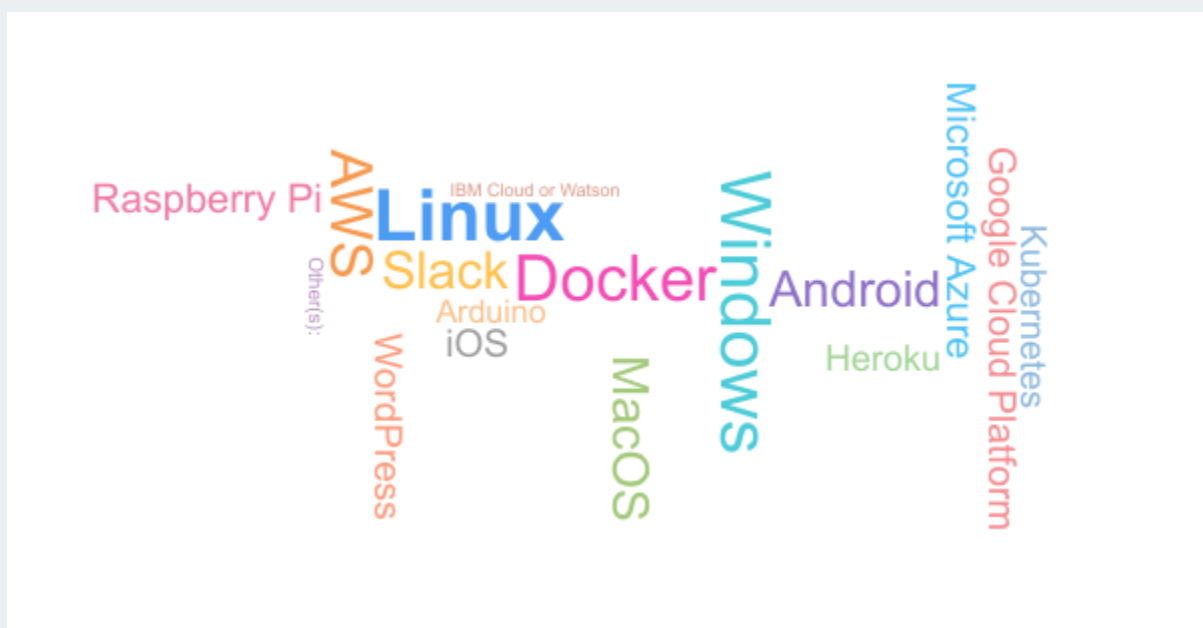 Raspberry Pi
AWS
IBM Cloud or Watson
Linux
Slack
Docker
Other(s):
Arduino
iOS
WordPress
MacOS
Windows
Android
Heroku
Microsoft Azure
Google Cloud Platform
Kubernetes